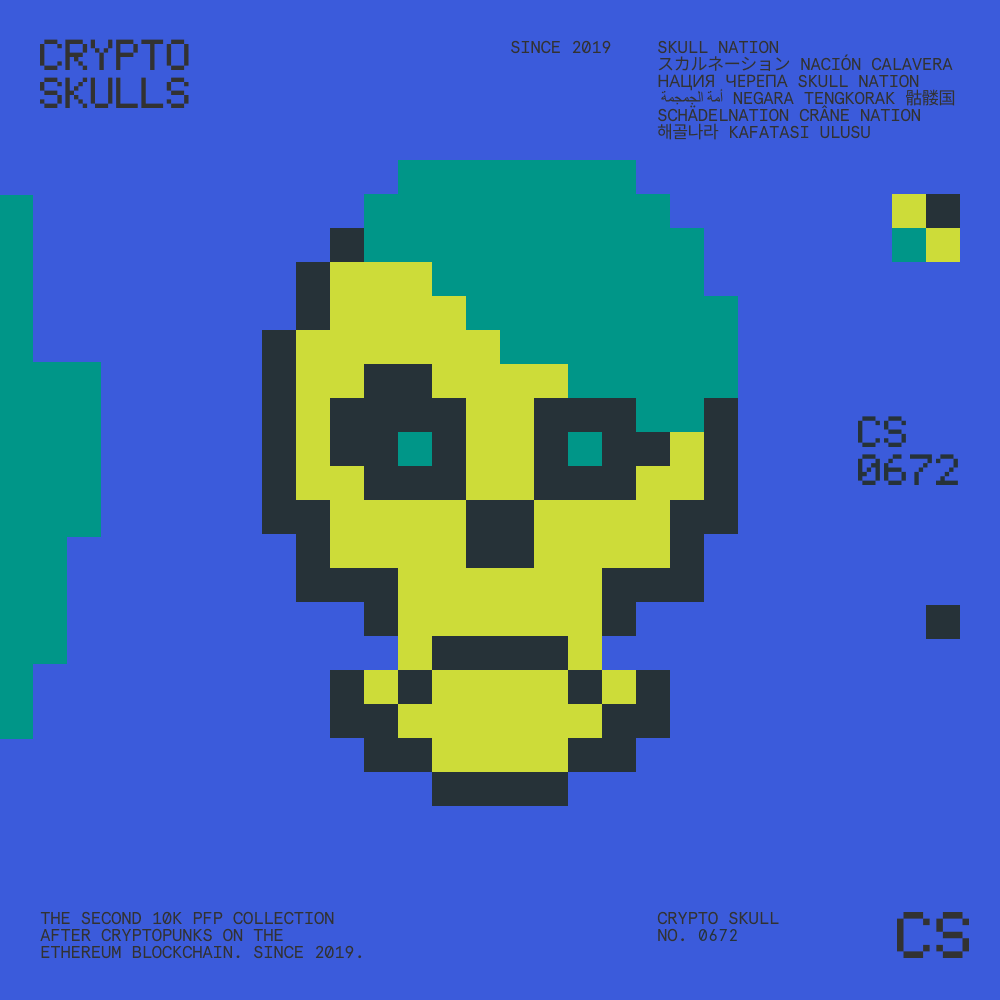 CRYPTO
SKULLS
SINCE 2019
SKULL NATION
スカルネーション NACIÓN CALAVERA
НАЦИЯ ЧЕРЕПА SKULL NATION
أمة الجمجمة NEGARA TENGKORAK 骷髅国
SCHÄDELNATION CRÂNE NATION
해골나라 KAFATASI ULUSU
CS
0672
THE SECOND 10K PFP COLLECTION
AFTER CRYPTOPUNKS ON THE
ETHEREUM BLOCKCHAIN. SINCE 2019.
CRYPTO SKULL
NO. 0672
CS